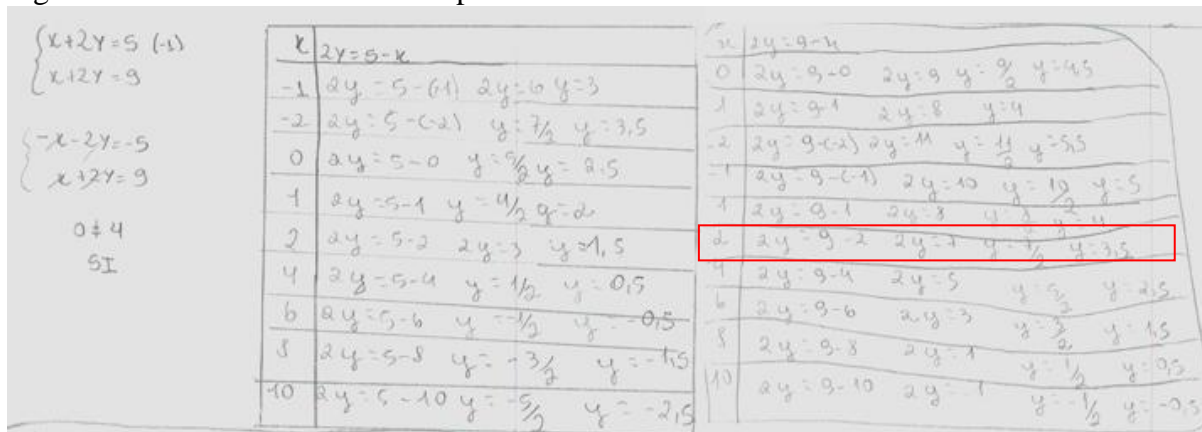 x+2y=5 (-1)
x+2y=9
-x-2y=-5
x+2y=9
0≠4
SI
x 2y=5-x
-1 2y=5-(-1) 2y=6 y=3
-2 2y=5-(-2) y=7/2 y=3,5
0 2y=5-0 y=5/2 y=2,5
1 2y=5-1 y=4/2 y=2
2 2y=5-2 2y=3 y=1,5
4 2y=5-4 y=1/2 y=0,5
6 2y=5-6 y=-1/2 y=-0,5
8 2y=5-8 y=-3/2 y=-1,5
10 2y=5-10 y=-5/2 y=-2,5
x 2y=9-x
0 2y=9-0 2y=9 y=9/2 y=4,5
1 2y=9-1 2y=8 y=4
-2 2y=9-(-2) 2y=11 y=11/2 y=5,5
-1 2y=9-(-1) 2y=10 y=10/2 y=5
1 2y=9-1 2y=8 y=8/2 y=4
2 2y=9-2 2y=7 y=7/2 y=3,5
4 2y=9-4 2y=5 y=5/2 y=2,5
6 2y=9-6 2y=3 y=3/2 y=1,5
8 2y=9-8 2y=1 y=1/2 y=0,5
10 2y=9-10 2y=-1 y=-1/2 y=-0,5